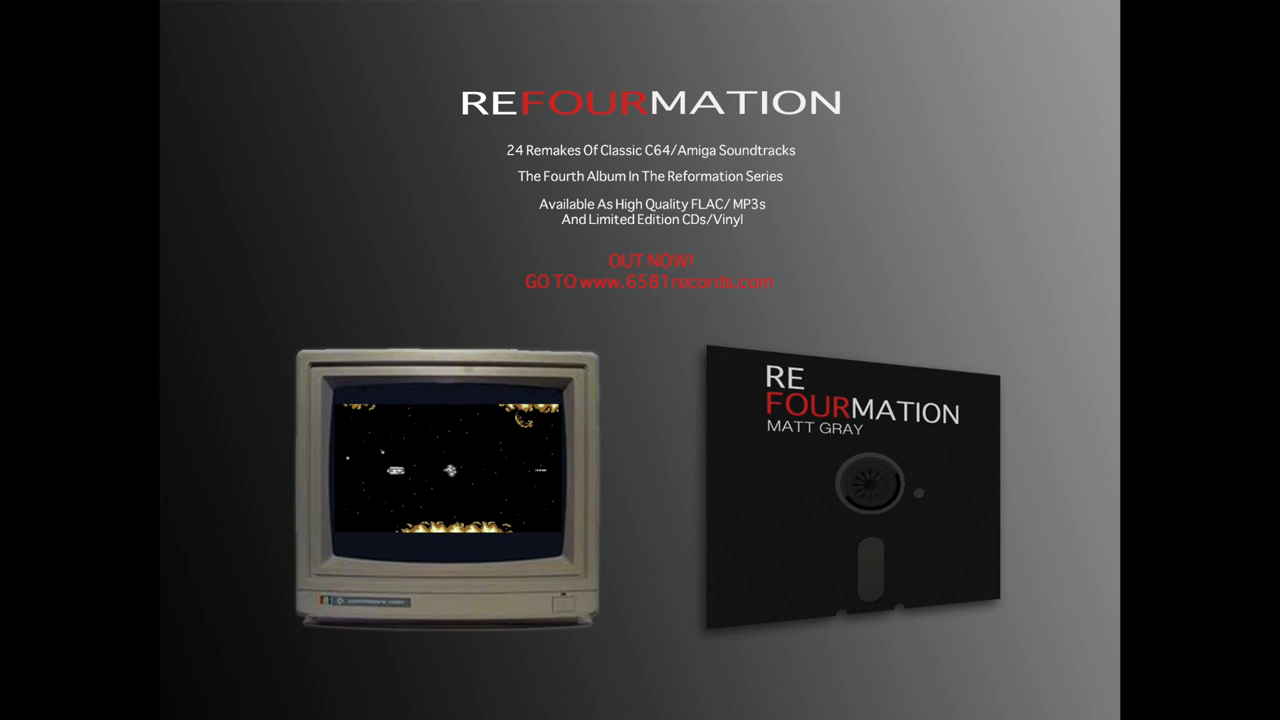 REFOURMATION
24 Remakes Of Classic C64/Amiga Soundtracks
The Fourth Album In The Reformation Series
Available As High Quality FLAC/ MP3s
And Limited Edition CDs/Vinyl
OUT NOW!
GO TO www.6581records.com
RE
FOURMATION
MATT GRAY